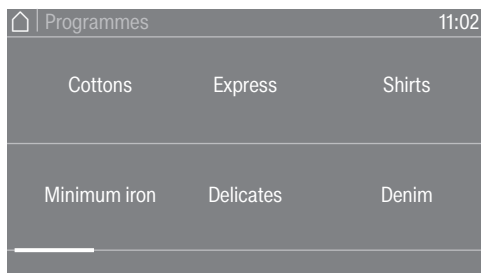 Programmes 11:02
Cottons Express Shirts
Minimum iron Delicates Denim